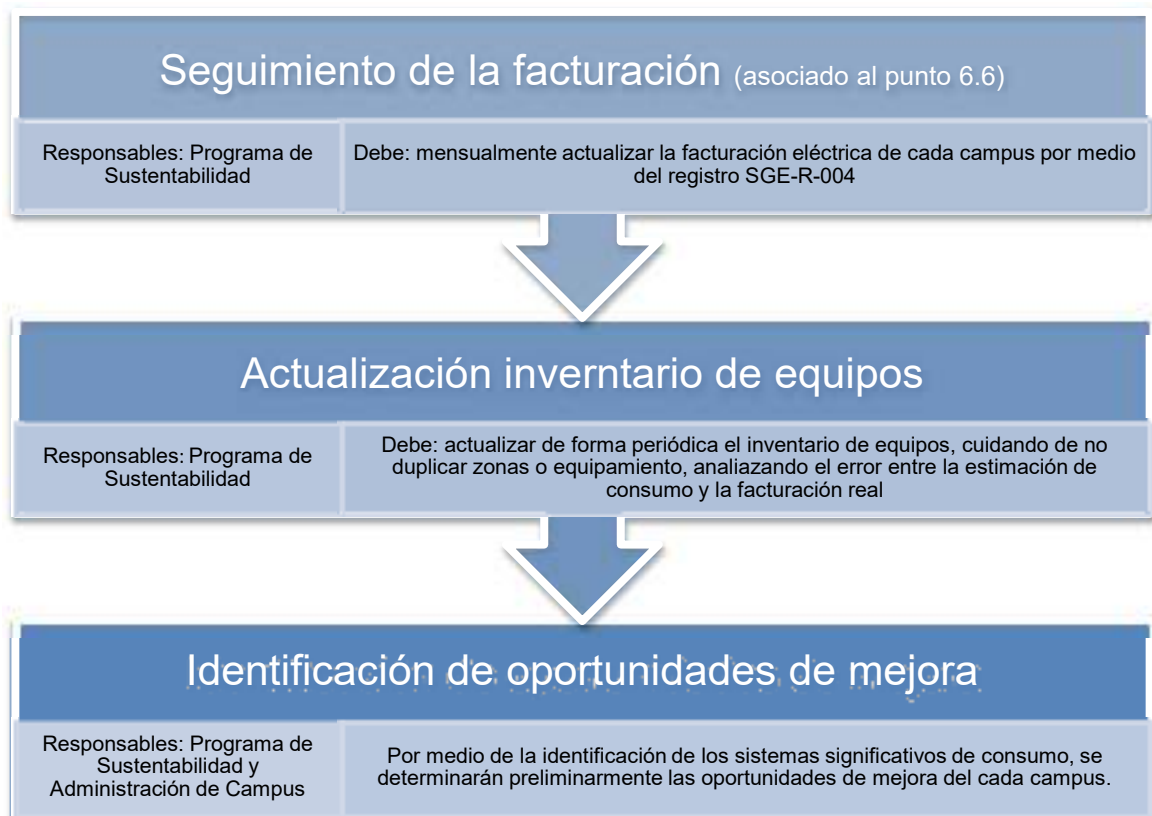 Seguimiento de la facturación (asociado al punto 6.6)
Responsables: Programa de
Sustentabilidad
Debe: mensualmente actualizar la facturación eléctrica de cada campus por medio
del registro SGE-R-004
Actualización inverntario de equipos
Responsables: Programa de
Sustentabilidad
Debe: actualizar de forma periódica el inventario de equipos, cuidando de no
duplicar zonas o equipamiento, analiazando el error entre la estimación de
consumo y la facturación real
Identificación de oportunidades de mejora
Responsables: Programa de
Sustentabilidad y
Administración de Campus
Por medio de la identificación de los sistemas significativos de consumo, se
determinarán preliminarmente las oportunidades de mejora del cada campus.